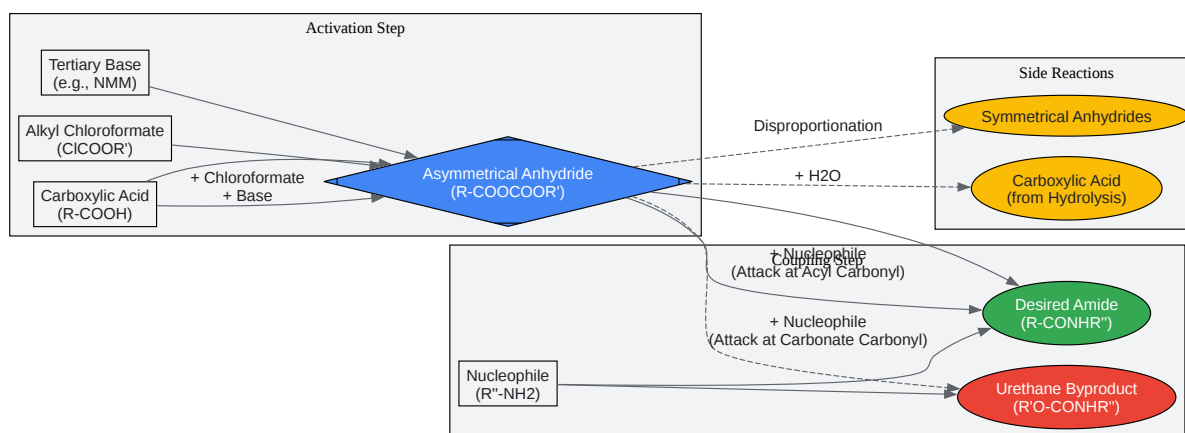 Activation Step
Tertiary Base
(e.g., NMM)
Alkyl Chloroformate
(ClCOOR')
Carboxylic Acid
(R-COOH)
+ Chloroformate
+ Base
Asymmetrical Anhydride
(R-COOCOOR')
Disproportionation
+ H2O
Side Reactions
Symmetrical Anhydrides
Carboxylic Acid
(from Hydrolysis)
Coupling Step
+ Nucleophile
(Attack at Acyl Carbonyl)
+ Nucleophile
(Attack at Carbonate Carbonyl)
Nucleophile
(R''-NH2)
Desired Amide
(R-CONHR'')
Urethane Byproduct
(R'O-CONHR'')